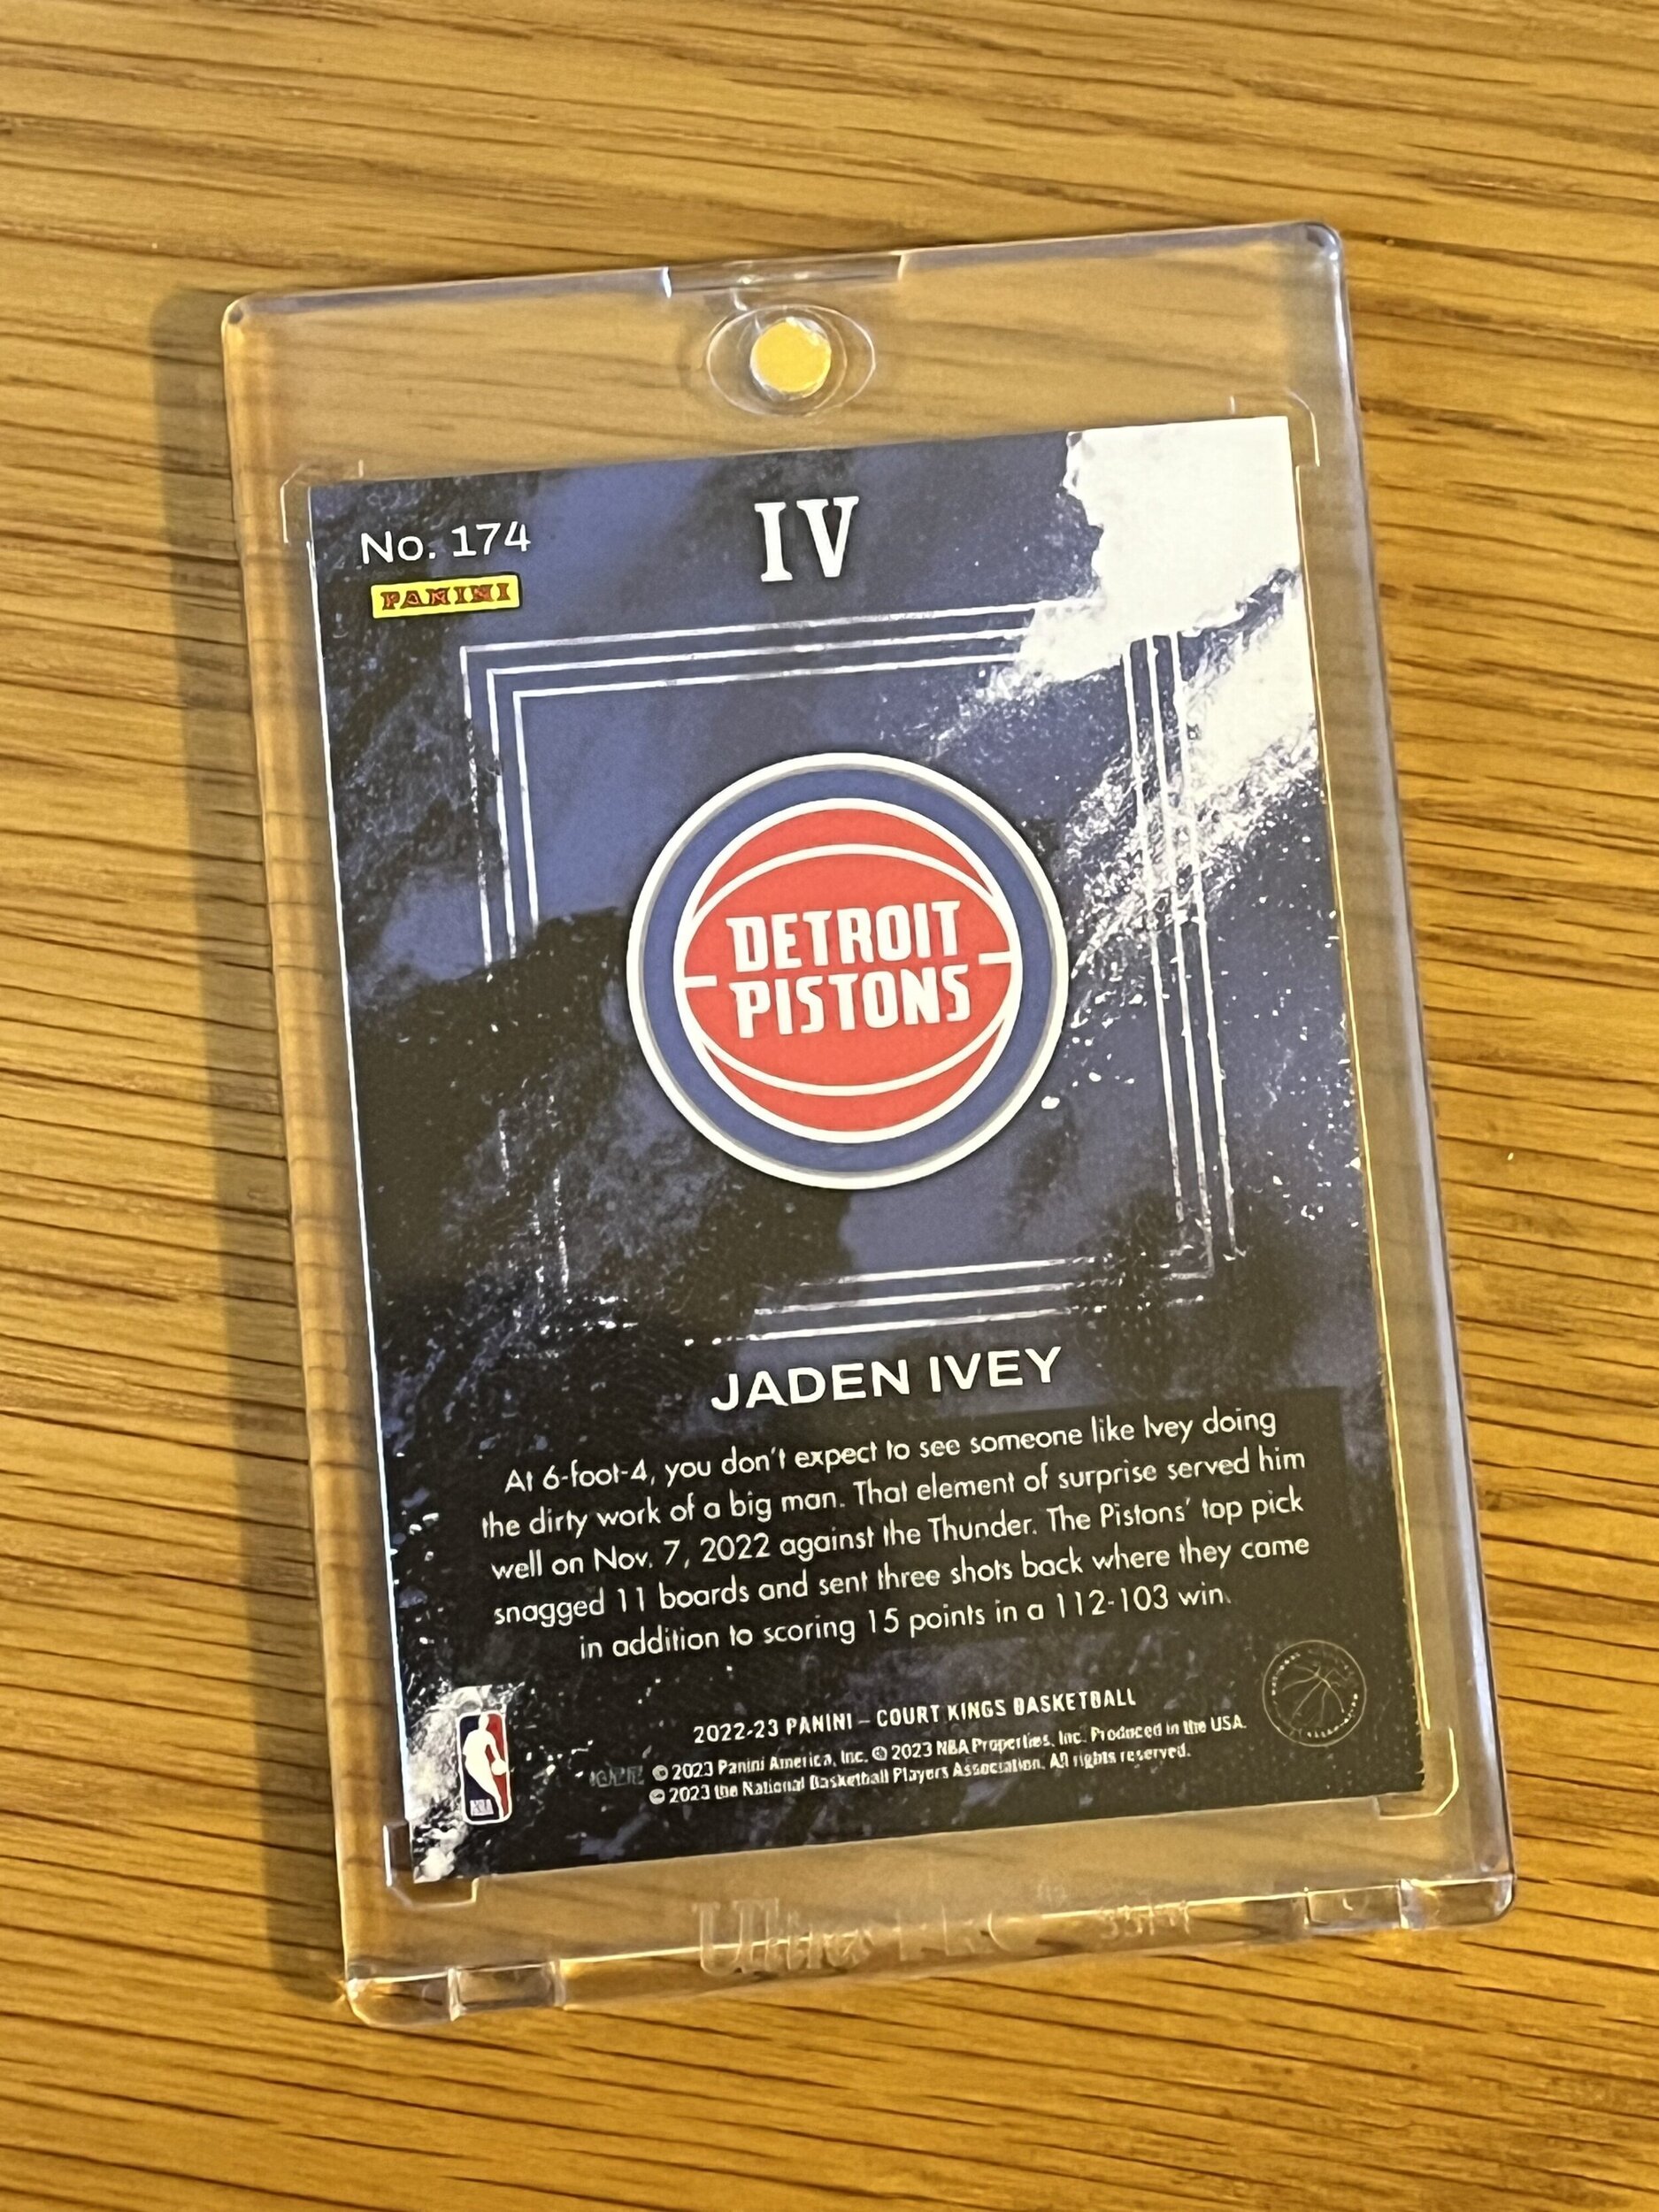 No. 174
IV
PANINI
DETROIT
PISTONS
JADEN IVEY
At 6-foot-4, you don't expect to see someone like Ivey doing
the dirty work of a big man. That element of surprise served him
well on Nov. 7, 2022 against the Thunder. The Pistons' top pick
snagged 11 boards and sent three shots back where they came
in addition to scoring 15 points in a 112-103 win.
2022-23 PANINI – COURT KINGS BASKETBALL
© 2023 Panini America, Inc. © 2023 NBA Properties, Inc. Produced in the USA.
© 2023 the National Basketball Players Association. All rights reserved.
NBA
Ultra PRO